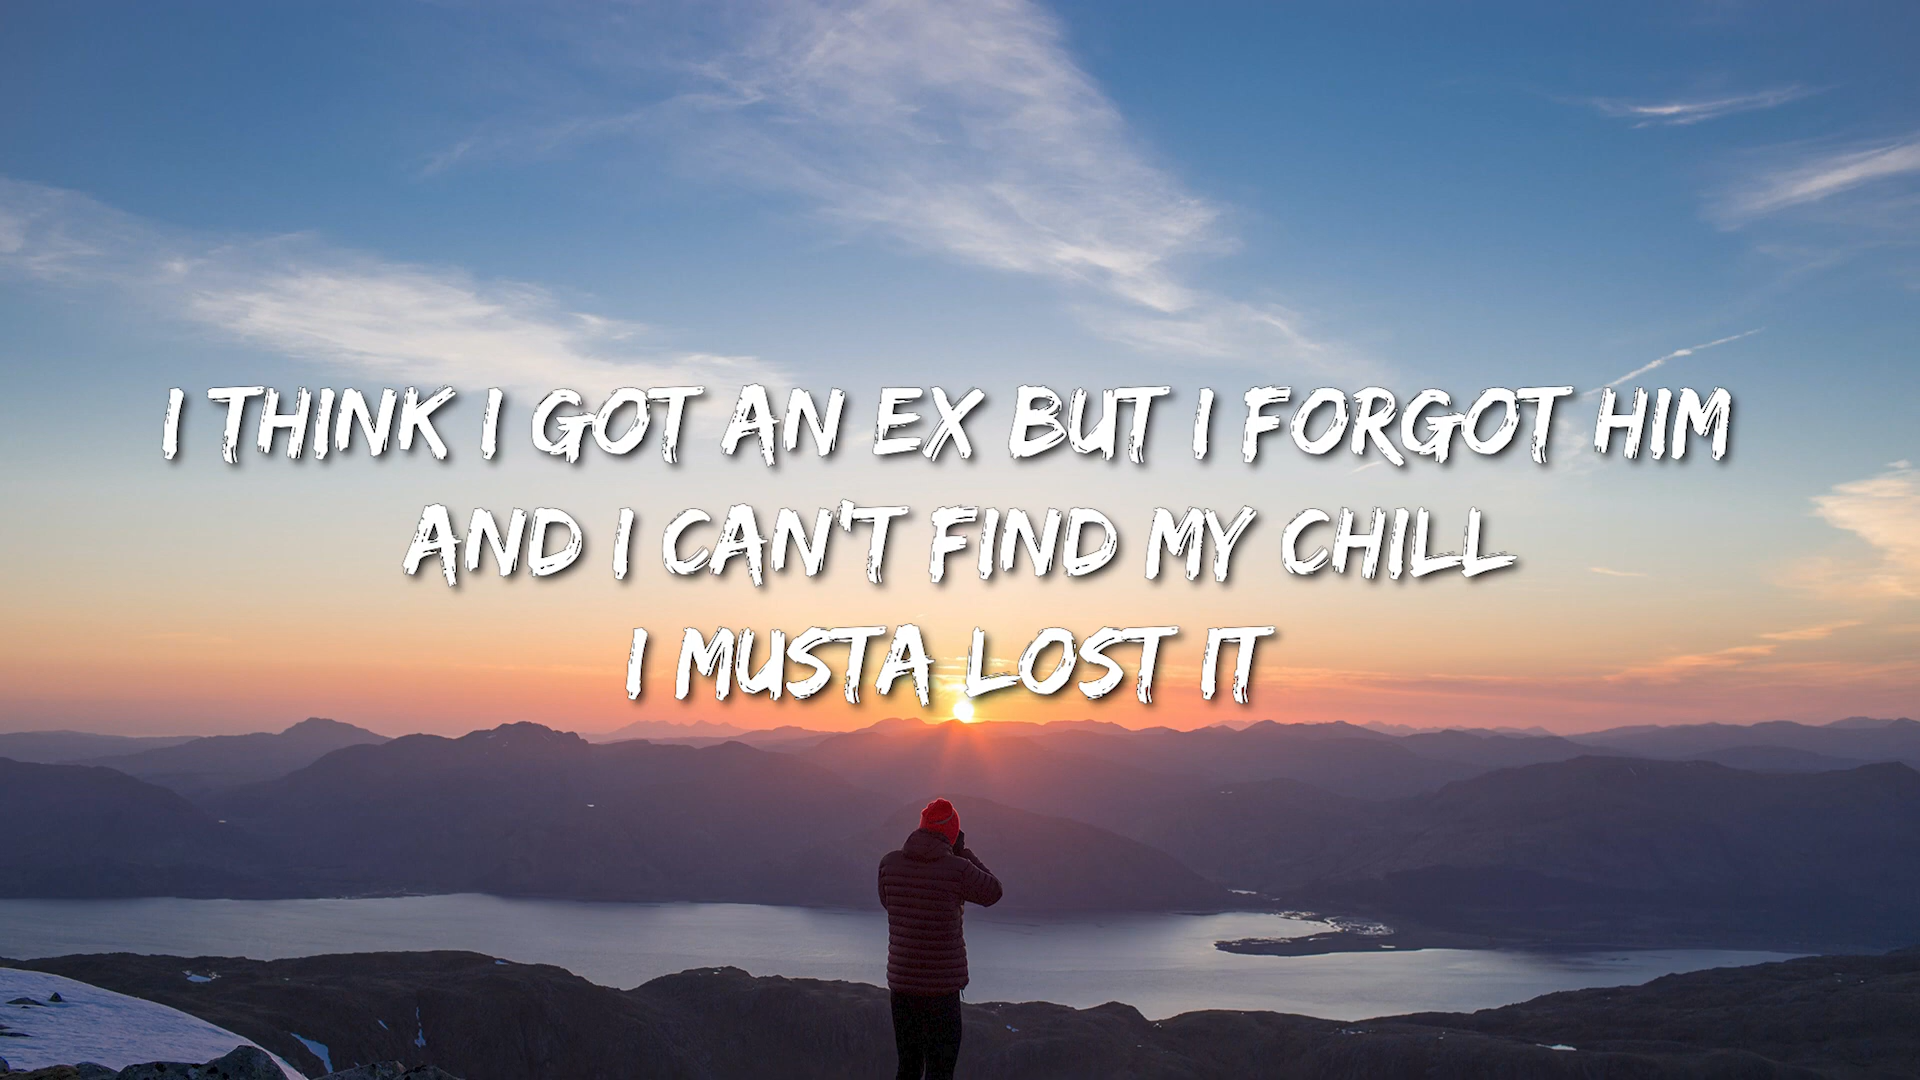 I THINK I GOT AN EX BUT I FORGOT HIM
AND I CAN'T FIND MY CHILL
I MUSTA LOST IT